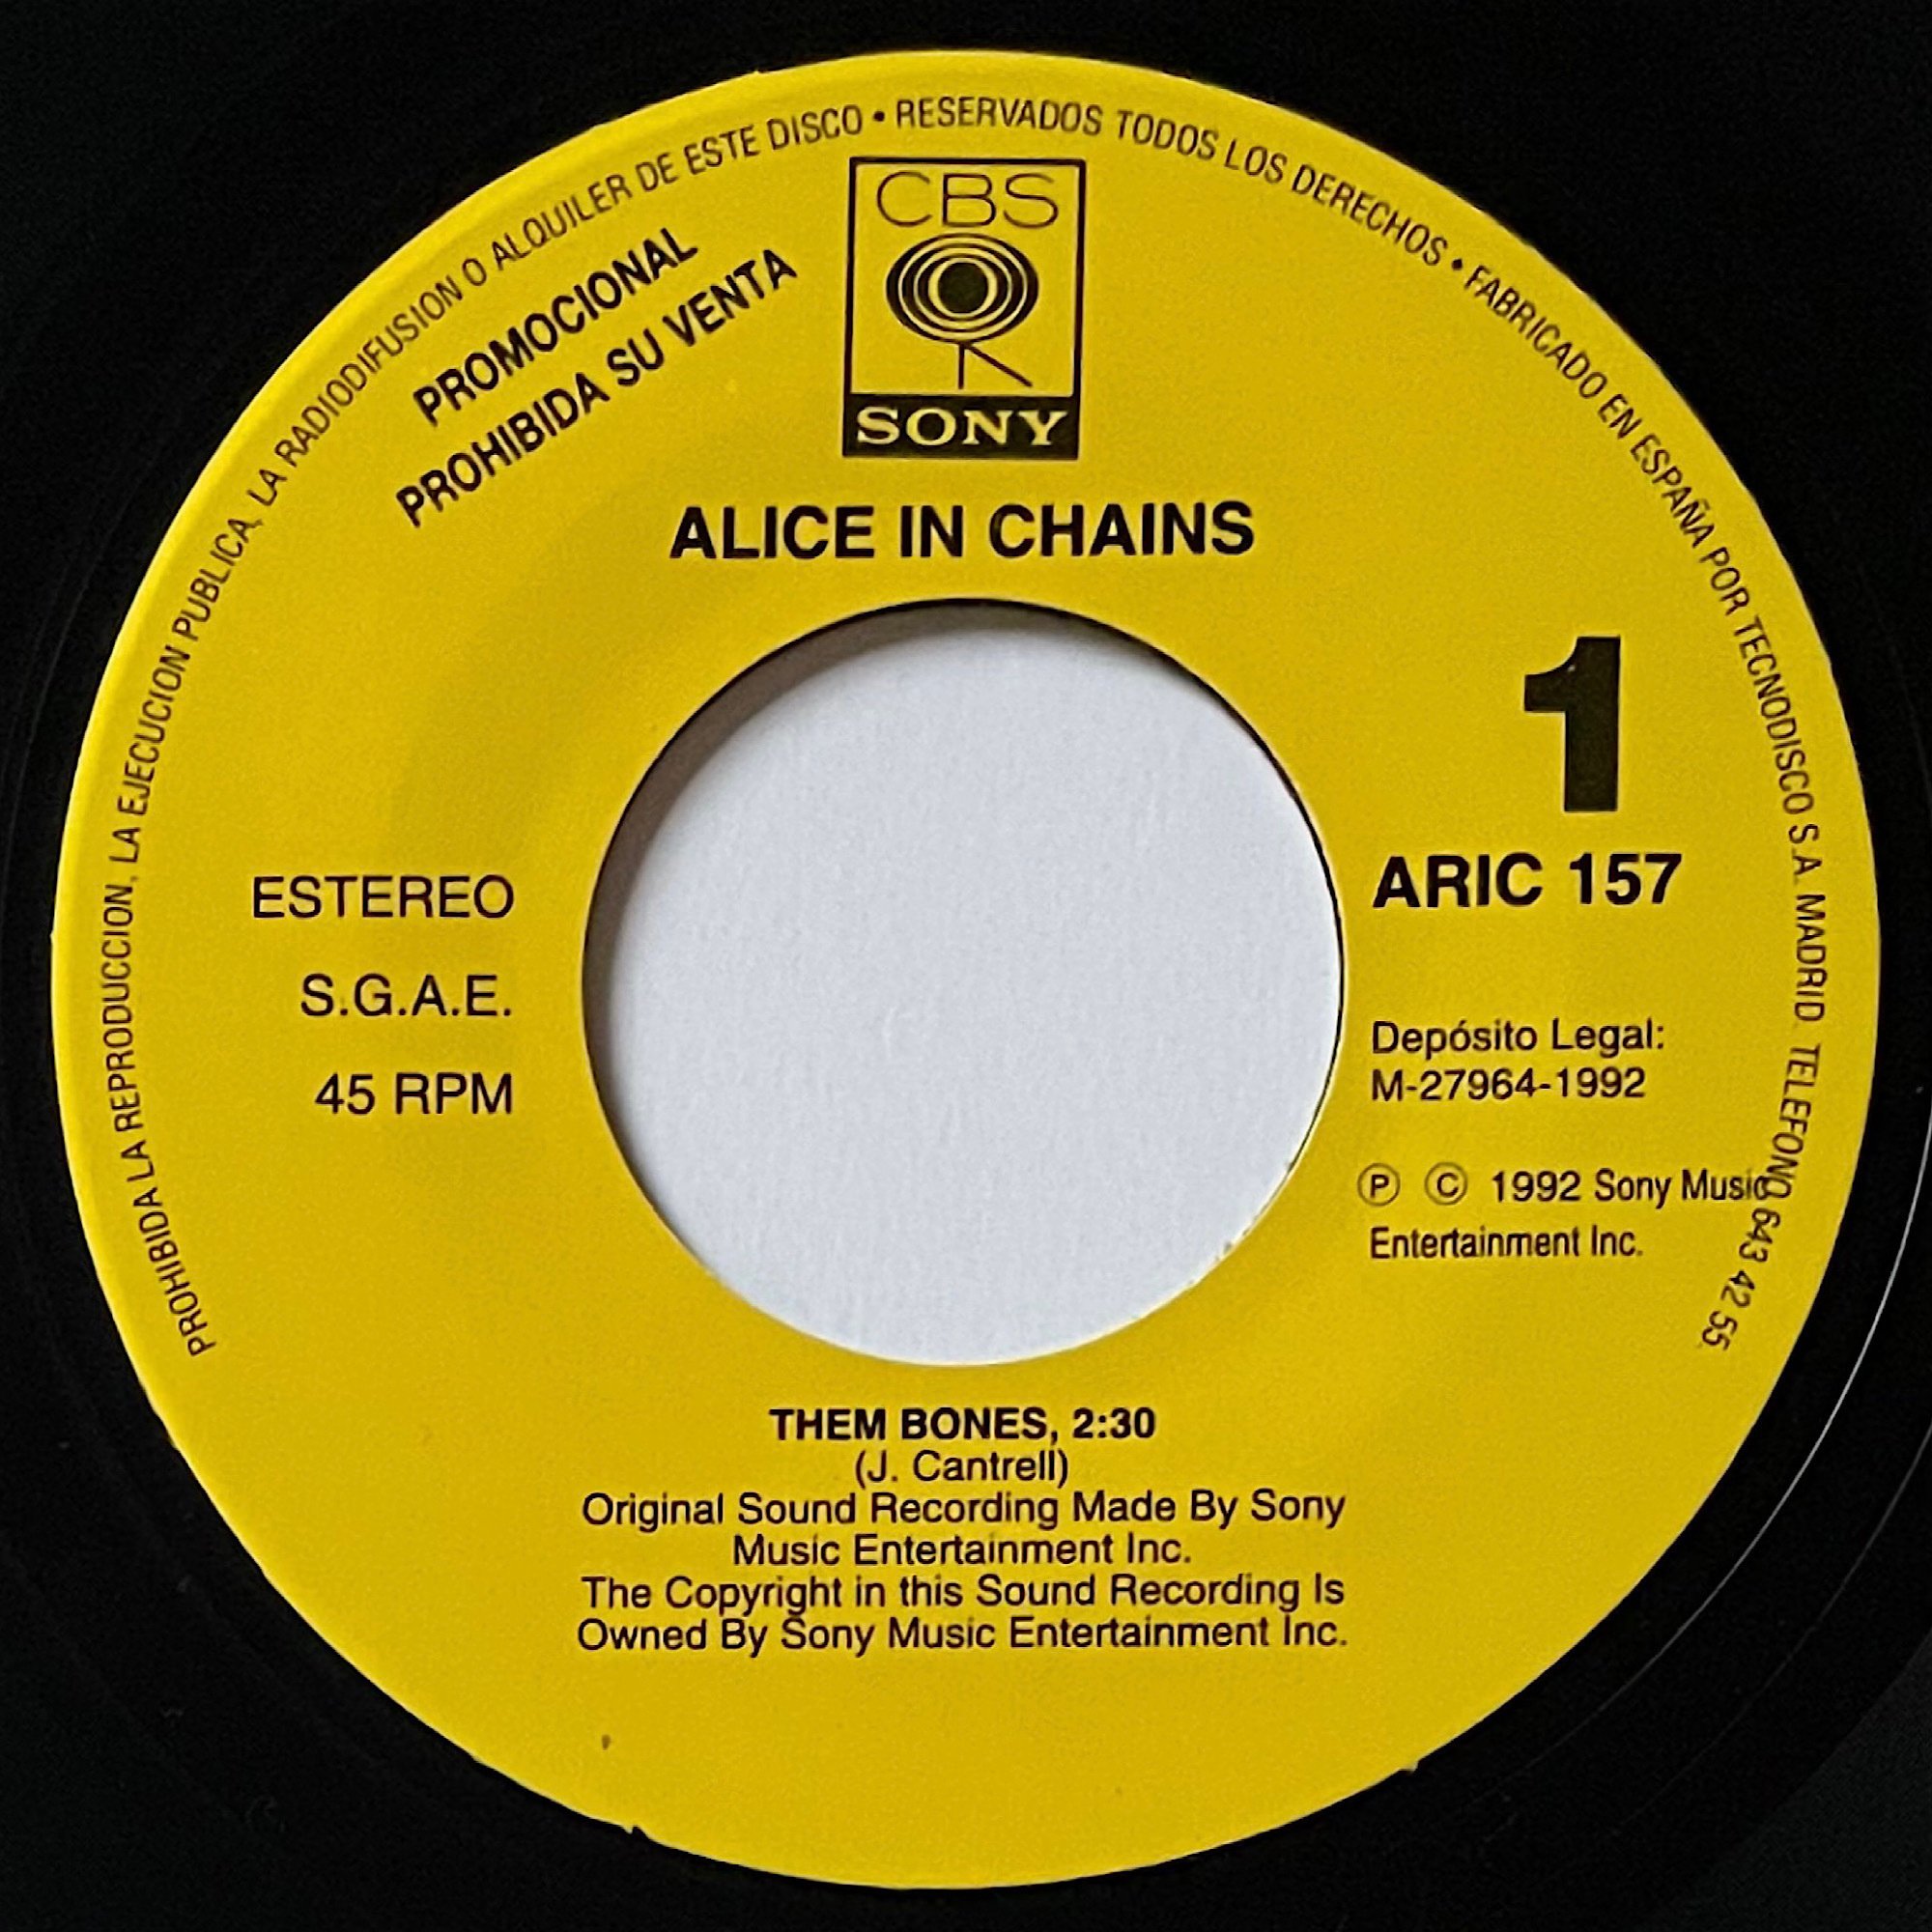 PROHIBIDA LA REPRODUCCION, LA EJECUCION PUBLICA, LA RADIODIFUSION O ALQUILER DE ESTE DISCO • RESERVADOS TODOS LOS DERECHOS • FABRICADO EN ESPAÑA POR TECNODISCO S.A. MADRID TELEFONO 643 42 55
PROMOCIONAL
PROHIBIDA SU VENTA
CBS
SONY
ALICE IN CHAINS
1
ARIC 157
ESTEREO
S.G.A.E.
45 RPM
Depósito Legal:
M-27964-1992
Ⓟ Ⓒ 1992 Sony Music
Entertainment Inc.
THEM BONES, 2:30
(J. Cantrell)
Original Sound Recording Made By Sony
Music Entertainment Inc.
The Copyright in this Sound Recording Is
Owned By Sony Music Entertainment Inc.